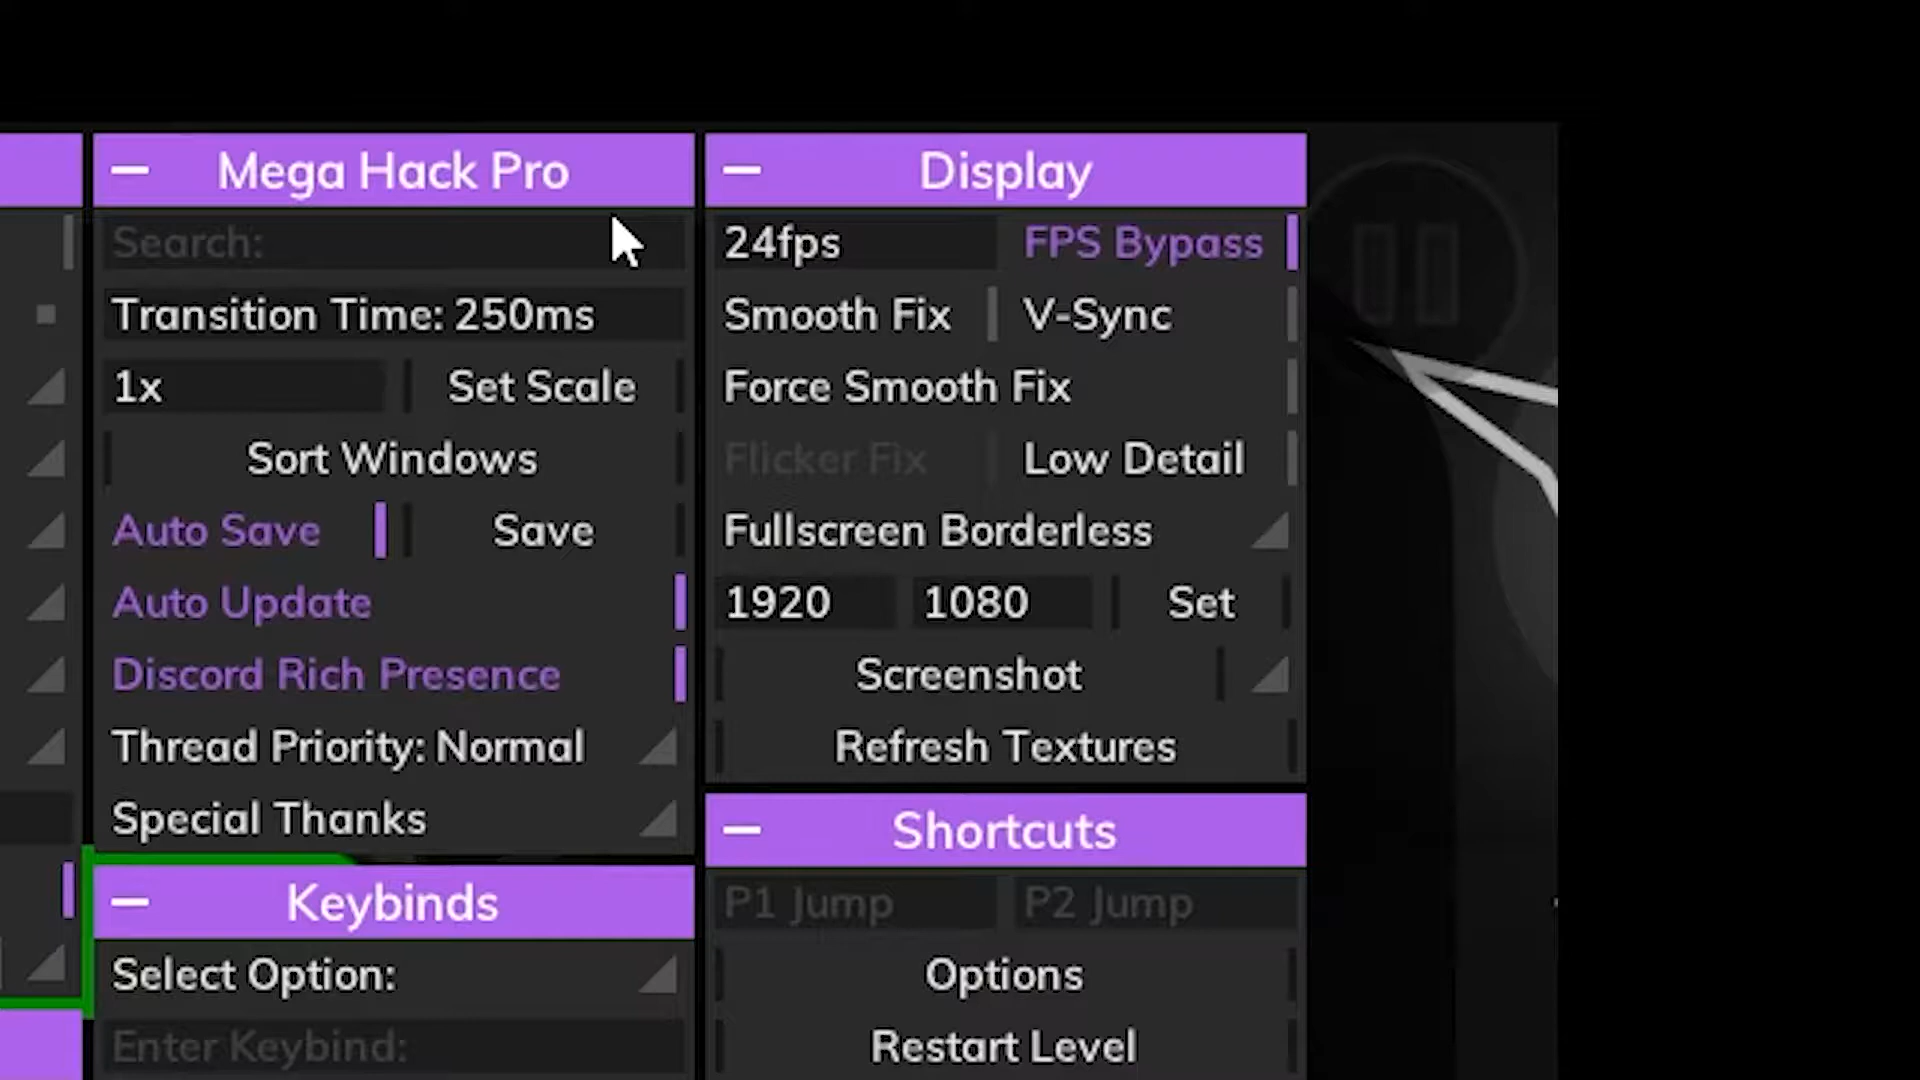 Mega Hack Pro
Search:
Transition Time: 250ms
1x Set Scale
Sort Windows
Auto Save Save
Auto Update
Discord Rich Presence
Thread Priority: Normal
Special Thanks
Keybinds
Select Option:
Enter Keybind:
Display
24fps FPS Bypass
Smooth Fix V-Sync
Force Smooth Fix
Flicker Fix Low Detail
Fullscreen Borderless
1920 1080 Set
Screenshot
Refresh Textures
Shortcuts
P1 Jump P2 Jump
Options
Restart Level